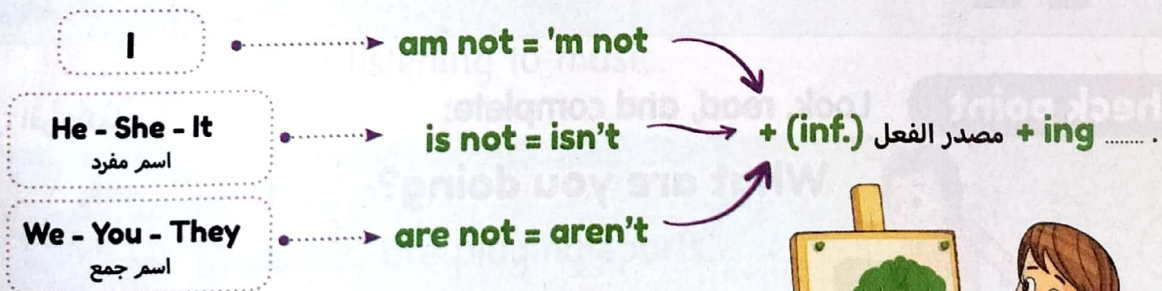 I am not = 'm not
He - She - It is not = isn't + (inf.) مصدر الفعل + ing ........ .
اسم مفرد
We - You - They are not = aren't
اسم جمع